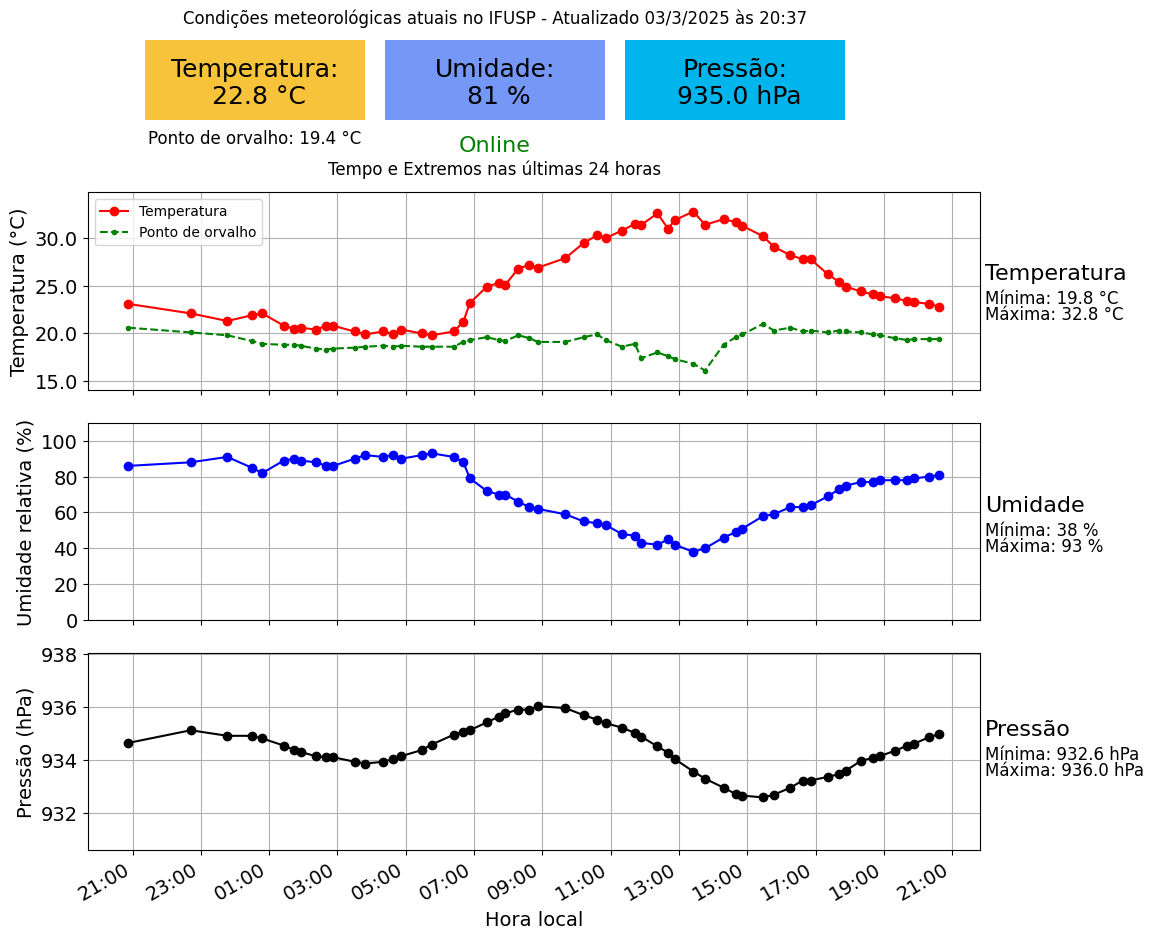 Condições meteorológicas atuais no IFUSP - Atualizado 03/3/2025 às 20:37
Temperatura:
22.8 °C
Umidade:
81 %
Pressão:
935.0 hPa
Ponto de orvalho: 19.4 °C
Online
Tempo e Extremos nas últimas 24 horas
Temperatura (°C)
30.0
25.0
20.0
15.0
Temperatura
Ponto de orvalho
Temperatura
Mínima: 19.8 °C
Máxima: 32.8 °C
Umidade relativa (%)
100
80
60
40
20
0
Umidade
Mínima: 38 %
Máxima: 93 %
Pressão (hPa)
938
936
934
932
Pressão
Mínima: 932.6 hPa
Máxima: 936.0 hPa
21:00 23:00 01:00 03:00 05:00 07:00 09:00 11:00 13:00 15:00 17:00 19:00 21:00
Hora local